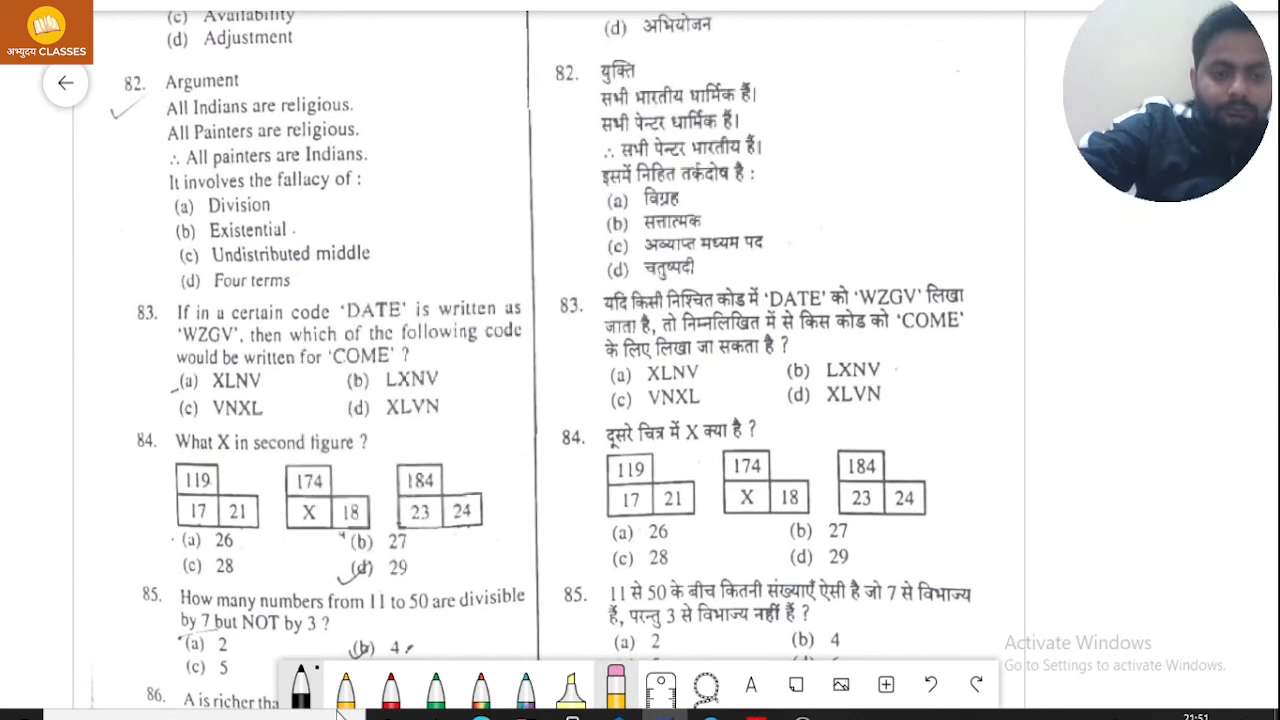 अभ्युदय CLASSES
(c) Availability
(d) Adjustment
82. Argument
All Indians are religious.
All Painters are religious.
∴ All painters are Indians.
It involves the fallacy of :
(a) Division
(b) Existential
(c) Undistributed middle
(d) Four terms
83. If in a certain code ‘DATE’ is written as
‘WZGV’, then which of the following code
would be written for ‘COME’ ?
(a) XLNV (b) LXNV
(c) VNXL (d) XLVN
84. What X in second figure ?
119 174 184
17 21 X 18 23 24
(a) 26 (b) 27
(c) 28 (d) 29
85. How many numbers from 11 to 50 are divisible
by 7 but NOT by 3 ?
(a) 2 (b) 4
(c) 5
86. A is richer tha
(d) अभियोजन
82. युक्ति
सभी भारतीय धार्मिक हैं।
सभी पेन्टर धार्मिक हैं।
∴ सभी पेन्टर भारतीय हैं।
इसमें निहित तर्कदोष है :
(a) विग्रह
(b) सत्तात्मक
(c) अव्याप्त मध्यम पद
(d) चतुष्पदी
83. यदि किसी निश्चित कोड में ‘DATE’ को ‘WZGV’ लिखा
जाता है, तो निम्नलिखित में से किस कोड को ‘COME’
के लिए लिखा जा सकता है ?
(a) XLNV (b) LXNV
(c) VNXL (d) XLVN
84. दूसरे चित्र में X क्या है ?
119 174 184
17 21 X 18 23 24
(a) 26 (b) 27
(c) 28 (d) 29
85. 11 से 50 के बीच कितनी संख्याएँ ऐसी है जो 7 से विभाज्य
हैं, परन्तु 3 से विभाज्य नहीं हैं ?
(a) 2 (b) 4
Activate Windows
Go to Settings to activate Windows.
A
21:51